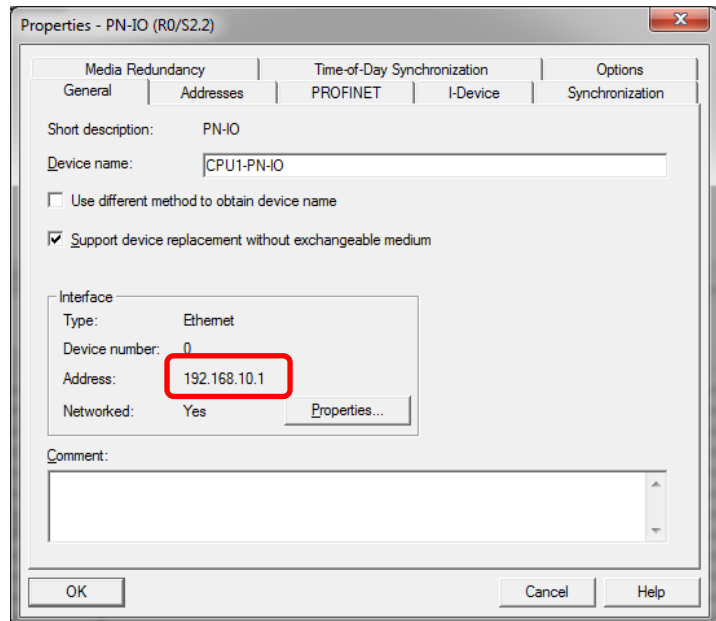 Properties - PN-IO (R0/S2.2)
x
Media Redundancy Time-of-Day Synchronization Options
General Addresses PROFINET I-Device Synchronization
Short description: PN-IO
Device name: CPU1-PN-IO
Use different method to obtain device name
Support device replacement without exchangeable medium
Interface
Type: Ethernet
Device number: 0
Address: 192.168.10.1
Networked: Yes Properties...
Comment:
OK Cancel Help